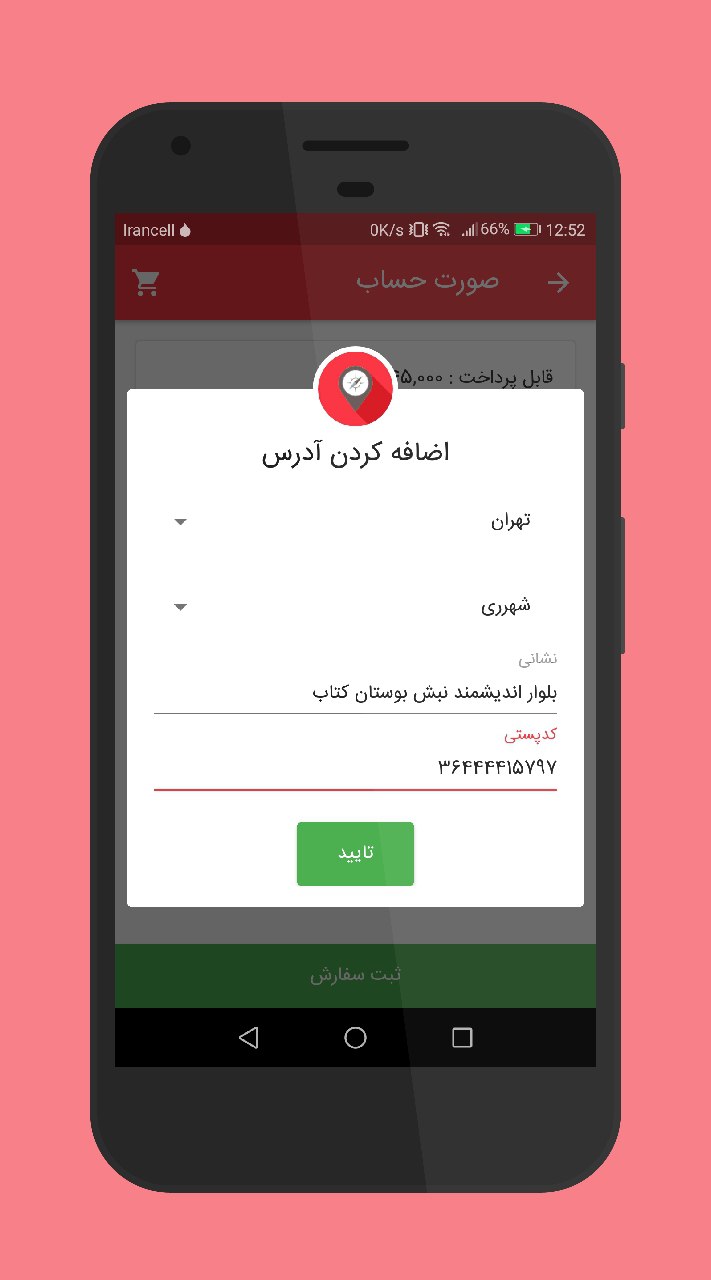 Irancell 0K/s 66% 12:52
صورت حساب
قابل پرداخت : ۶۵,۰۰۰
اضافه کردن آدرس
تهران
شهرری
نشانی
بلوار اندیشمند نبش بوستان کتاب
کدپستی
۳۶۴۴۴۴۱۵۷۹۷
تایید
ثبت سفارش